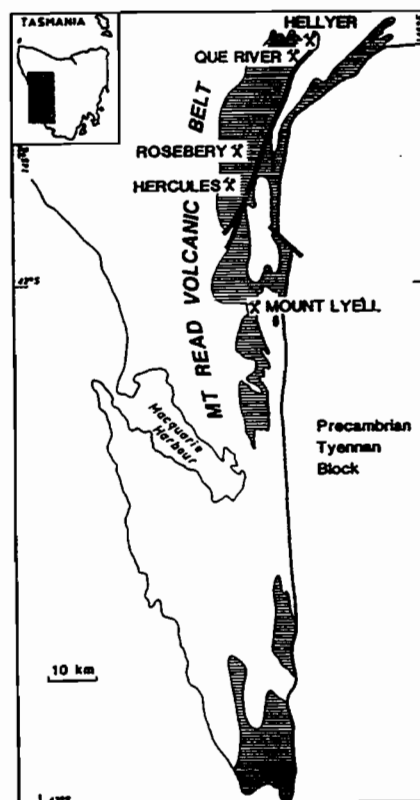 TASMANIA
HELLYER
QUE RIVER
ROSEBERY
HERCULES
MT READ VOLCANIC BELT
42°S
MOUNT LYELL
Macquarie
Harbour
Precambrian
Tyennan
Block
10 km